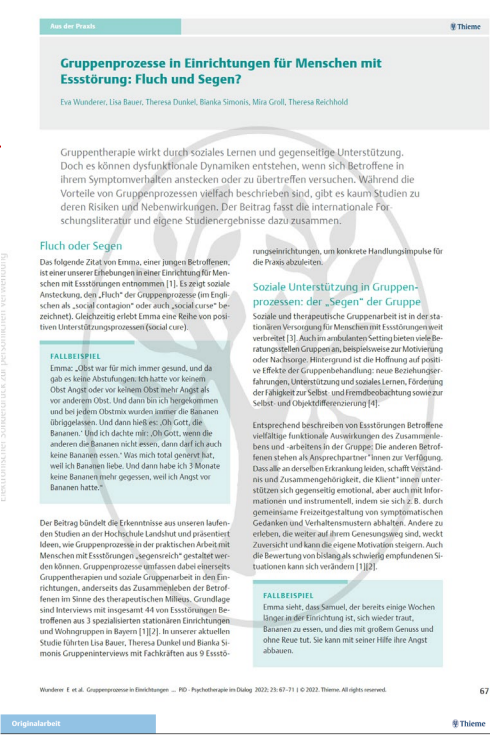 Aus der Praxis
Thieme
Gruppenprozesse in Einrichtungen für Menschen mit
Essstörung: Fluch und Segen?
Eva Wunderer, Lisa Bauer, Theresa Dunkel, Bianka Simonis, Mira Groll, Theresa Reichhold
Gruppentherapie wirkt durch soziales Lernen und gegenseitige Unterstützung.
Doch es können dysfunktionale Dynamiken entstehen, wenn sich Betroffene in
ihrem Symptomverhalten anstecken oder zu übertreffen versuchen. Während die
Vorteile von Gruppenprozessen vielfach beschrieben sind, gibt es kaum Studien zu
deren Risiken und Nebenwirkungen. Der Beitrag fasst die internationale For-
schungsliteratur und eigene Studienergebnisse dazu zusammen.
Fluch oder Segen
Das folgende Zitat von Emma, einer jungen Betroffenen,
ist einer unserer Erhebungen in einer Einrichtung für Men-
schen mit Essstörungen entnommen [1]. Es zeigt soziale
Ansteckung, den „Fluch" der Gruppenprozesse (im Engli-
schen als „social contagion" oder auch „social curse" be-
zeichnet). Gleichzeitig erlebt Emma eine Reihe von posi-
tiven Unterstützungsprozessen (social cure).
FALLBEISPIEL
Emma: „Obst war für mich immer gesund, und da
gab es keine Abstufungen. Ich hatte vor keinem
Obst Angst oder vor keinem Obst mehr Angst als
vor anderem Obst. Und dann bin ich hergekommen
und bei jedem Obstmix wurden immer die Bananen
übriggelassen. Und dann hieß es: ‚Oh Gott, die
Bananen.' Und ich dachte mir: ‚Oh Gott, wenn die
anderen die Bananen nicht essen, dann darf ich auch
keine Bananen essen.' Was mich total genervt hat,
weil ich Bananen liebe. Und dann habe ich 3 Monate
keine Bananen mehr gegessen, weil ich Angst vor
Bananen hatte."
Der Beitrag bündelt die Erkenntnisse aus unseren laufen-
den Studien an der Hochschule Landshut und präsentiert
Ideen, wie Gruppenprozesse in der praktischen Arbeit mit
Menschen mit Essstörungen „segensreich" gestaltet wer-
den können. Gruppenprozesse umfassen dabei einerseits
Gruppentherapien und soziale Gruppenarbeit in den Ein-
richtungen, anderseits das Zusammenleben der Betrof-
fenen im Sinne des therapeutischen Milieus. Grundlage
sind Interviews mit insgesamt 44 von Essstörungen Be-
troffenen aus 3 spezialisierten stationären Einrichtungen
und Wohngruppen in Bayern [1][2]. In unserer aktuellen
Studie führten Lisa Bauer, Theresa Dunkel und Bianka Si-
monis Gruppeninterviews mit Fachkräften aus 9 Essstö-
rungseinrichtungen, um konkrete Handlungsimpulse für
die Praxis abzuleiten.
Soziale Unterstützung in Gruppen-
prozessen: der „Segen" der Gruppe
Soziale und therapeutische Gruppenarbeit ist in der sta-
tionären Versorgung für Menschen mit Essstörungen weit
verbreitet [3]. Auch im ambulanten Setting bieten viele Be-
ratungsstellen Gruppen an, beispielsweise zur Motivierung
oder Nachsorge. Hintergrund ist die Hoffnung auf positi-
ve Effekte der Gruppenbehandlung: neue Beziehungser-
fahrungen, Unterstützung und soziales Lernen, Förderung
der Fähigkeit zur Selbst- und Fremdbeobachtung sowie zur
Selbst- und Objektdifferenzierung [4].
Entsprechend beschreiben von Essstörungen Betroffene
vielfältige funktionale Auswirkungen des Zusammenle-
bens und -arbeitens in der Gruppe: Die anderen Betrof-
fenen stehen als Ansprechpartner*innen zur Verfügung.
Dass alle an derselben Erkrankung leiden, schafft Verständ-
nis und Zusammengehörigkeit, die Klient*innen unter-
stützen sich gegenseitig emotional, aber auch mit Infor-
mationen und instrumentell, indem sie sich z. B. durch
gemeinsame Freizeitgestaltung von symptomatischen
Gedanken und Verhaltensmustern abhalten. Andere zu
erleben, die weiter auf ihrem Genesungsweg sind, weckt
Zuversicht und kann die eigene Motivation steigern. Auch
die Bewertung von bislang als schwierig empfundenen Si-
tuationen kann sich verändern [1][2].
FALLBEISPIEL
Emma sieht, dass Samuel, der bereits einige Wochen
länger in der Einrichtung ist, sich wieder traut,
Bananen zu essen, und dies mit großem Genuss und
ohne Reue tut. Sie kann mit seiner Hilfe ihre Angst
abbauen.
Wunderer E et al. Gruppenprozesse in Einrichtungen ... PiD - Psychotherapie im Dialog 2022; 23: 67–71 | © 2022. Thieme. All rights reserved.
67
Originalarbeit
Thieme